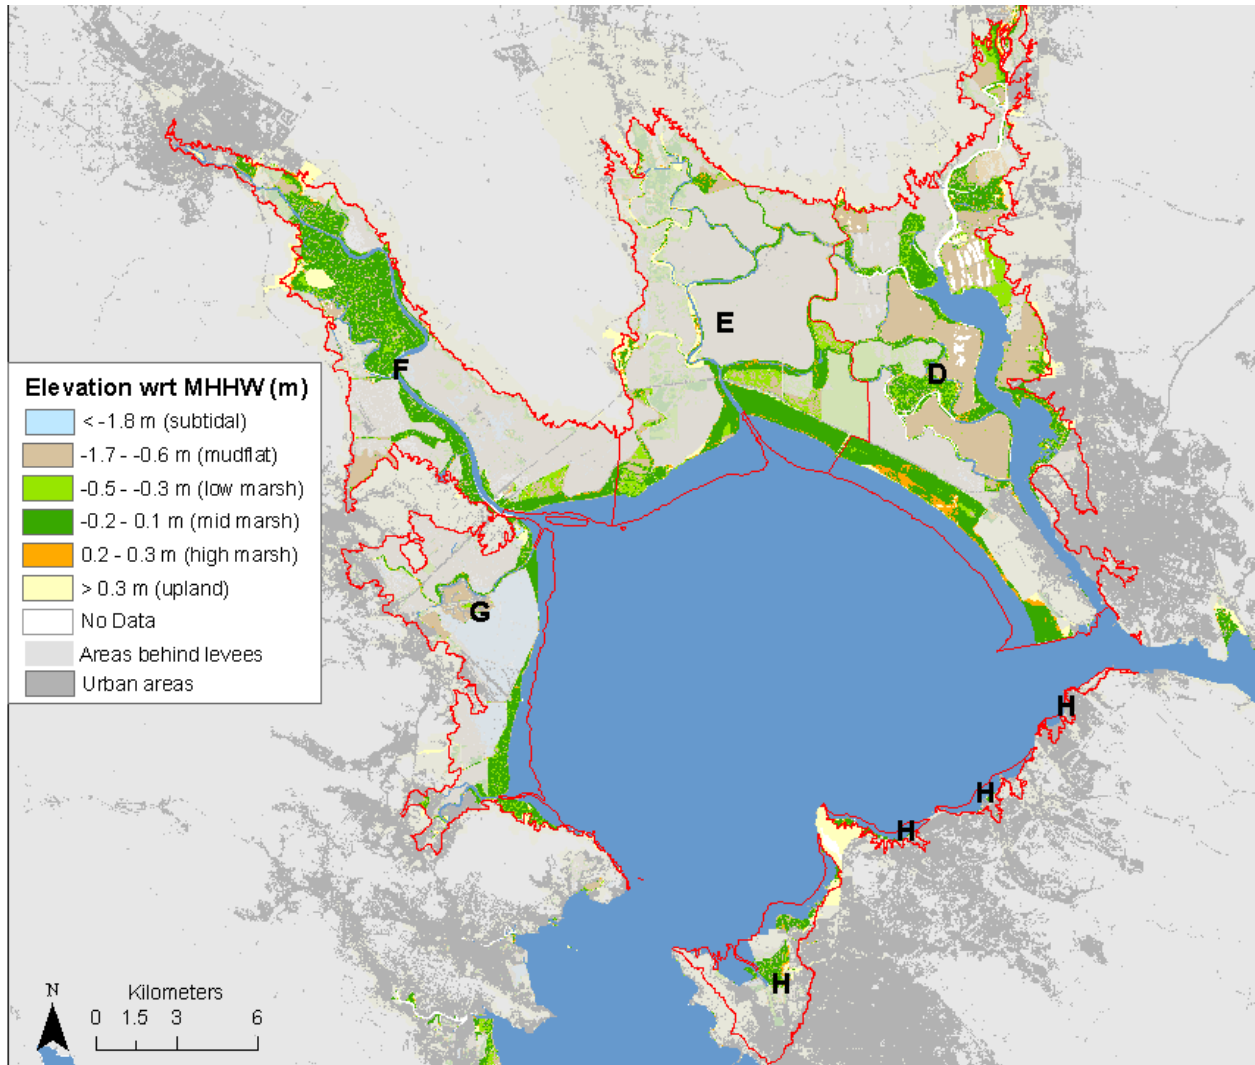 E
F
D
Elevation wrt MHHW (m)
< -1.8 m (subtidal)
-1.7 - -0.6 m (mudflat)
-0.5 - -0.3 m (low marsh)
-0.2 - 0.1 m (mid marsh)
0.2 - 0.3 m (high marsh)
> 0.3 m (upland)
No Data
Areas behind levees
Urban areas
G
H
H
H
H
N
Kilometers
0 1.5 3 6